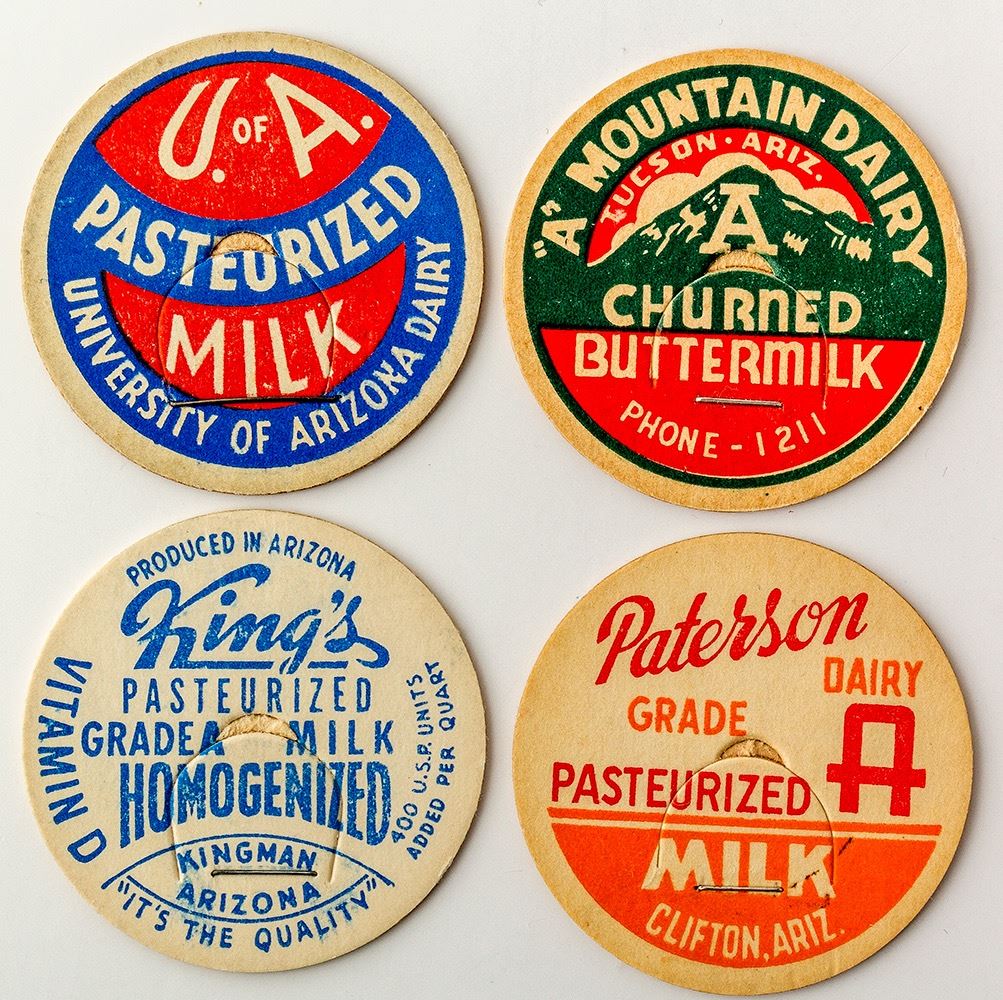 U. OF A.
PASTEURIZED
MILK
UNIVERSITY OF ARIZONA DAIRY
"A" MOUNTAIN DAIRY
TUCSON · ARIZ.
A
CHURNED
BUTTERMILK
PHONE - 1211
PRODUCED IN ARIZONA
King's
PASTEURIZED
GRADE A MILK
HOMOGENIZED
VITAMIN D
400 U.S.P. UNITS
ADDED PER QUART
KINGMAN
ARIZONA
"IT'S THE QUALITY"
Paterson
DAIRY
GRADE A
PASTEURIZED
MILK
CLIFTON, ARIZ.